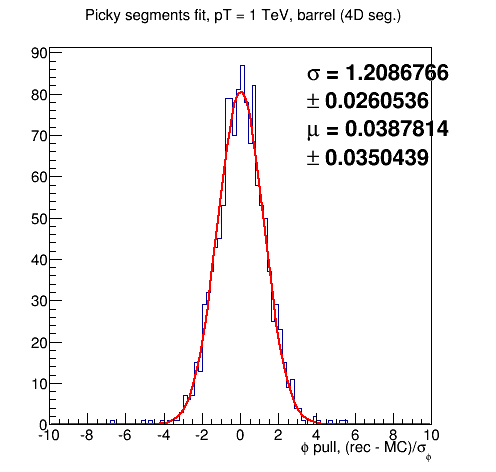 Picky segments fit, pT = 1 TeV, barrel (4D seg.)
σ = 1.2086766
± 0.0260536
μ = 0.0387814
± 0.0350439
90
80
70
60
50
40
30
20
10
0
-10 -8 -6 -4 -2 0 2 4 6 8 10
ϕ pull, (rec - MC)/σϕ